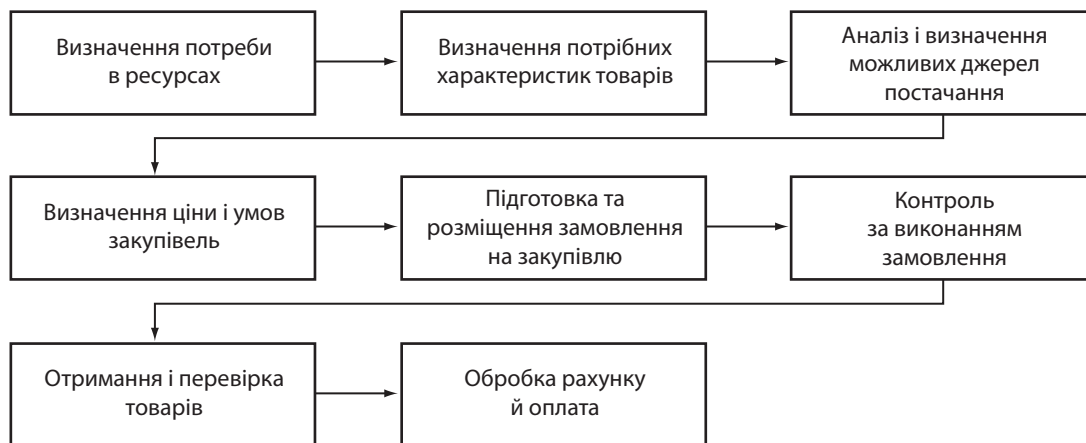 Визначення потреби
в ресурсах
Визначення потрібних
характеристик товарів
Аналіз і визначення
можливих джерел
постачання
Визначення ціни і умов
закупівель
Підготовка та
розміщення замовлення
на закупівлю
Контроль
за виконанням
замовлення
Отримання і перевірка
товарів
Обробка рахунку
й оплата